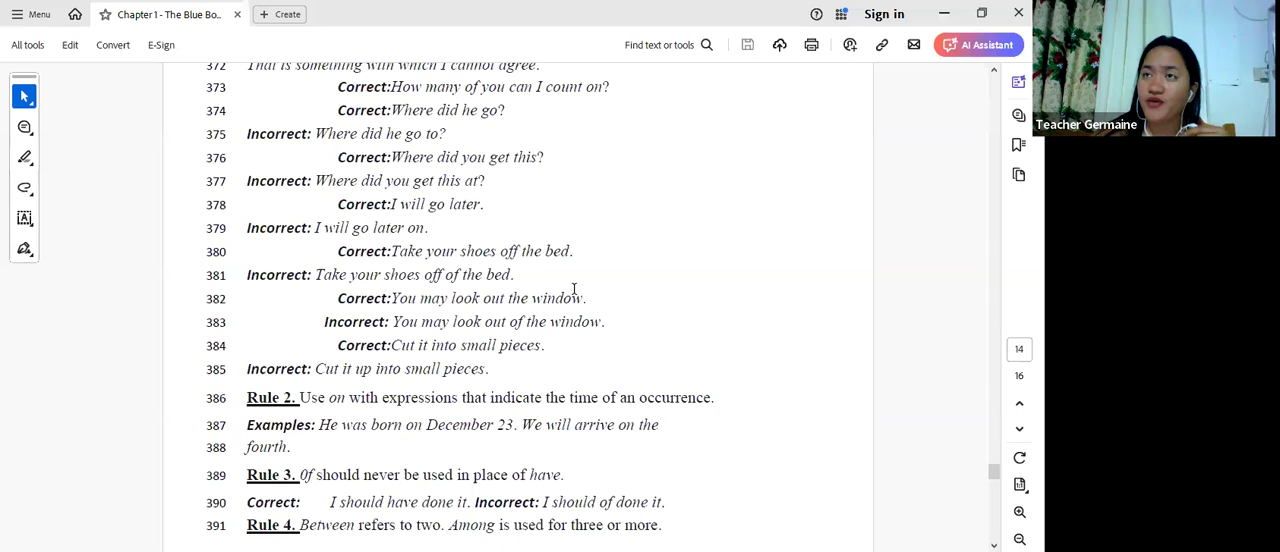 Menu
Chapter1 - The Blue Bo...
Create
Sign in
All tools
Edit
Convert
E-Sign
Find text or tools
AI Assistant
372 That is something with which I cannot agree.
373 Correct:How many of you can I count on?
374 Correct:Where did he go?
375 Incorrect: Where did he go to?
376 Correct:Where did you get this?
377 Incorrect: Where did you get this at?
378 Correct:I will go later.
379 Incorrect: I will go later on.
380 Correct:Take your shoes off the bed.
381 Incorrect: Take your shoes off of the bed.
382 Correct:You may look out the window.
383 Incorrect: You may look out of the window.
384 Correct:Cut it into small pieces.
385 Incorrect: Cut it up into small pieces.
386 Rule 2. Use on with expressions that indicate the time of an occurrence.
387 Examples: He was born on December 23. We will arrive on the
388 fourth.
389 Rule 3. 0f should never be used in place of have.
390 Correct: I should have done it. Incorrect: I should of done it.
391 Rule 4. Between refers to two. Among is used for three or more.
14
16
Teacher Germaine